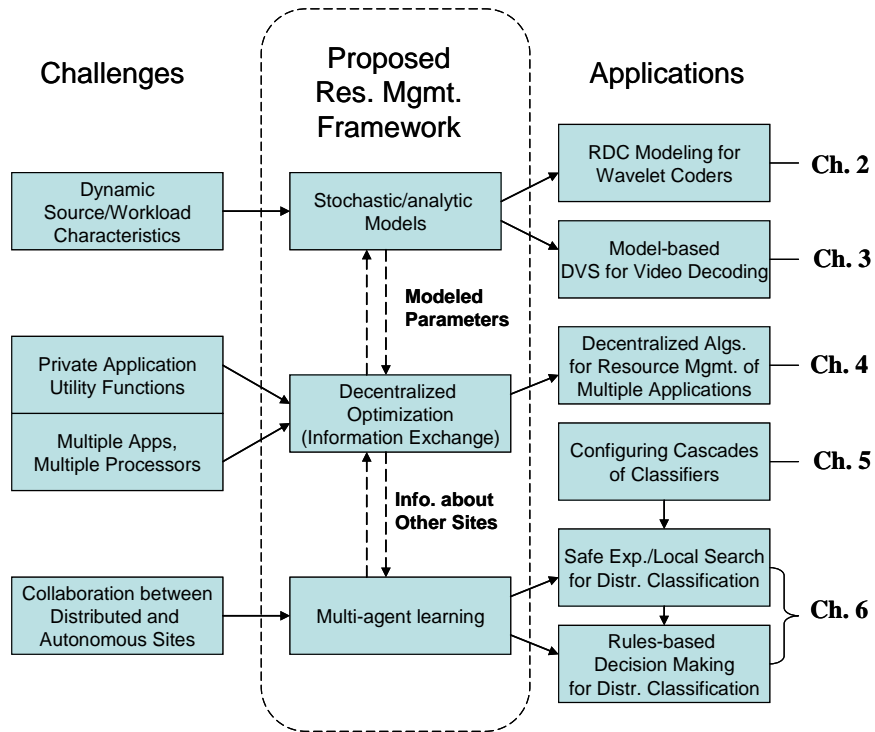 Challenges
Proposed
Res. Mgmt.
Framework
Applications
Dynamic
Source/Workload
Characteristics
Stochastic/analytic
Models
RDC Modeling for
Wavelet Coders
Ch. 2
Model-based
DVS for Video Decoding
Ch. 3
Modeled
Parameters
Private Application
Utility Functions
Multiple Apps,
Multiple Processors
Decentralized
Optimization
(Information Exchange)
Decentralized Algs.
for Resource Mgmt. of
Multiple Applications
Ch. 4
Configuring Cascades
of Classifiers
Ch. 5
Info. about
Other Sites
Collaboration between
Distributed and
Autonomous Sites
Multi-agent learning
Safe Exp./Local Search
for Distr. Classification
Rules-based
Decision Making
for Distr. Classification
Ch. 6